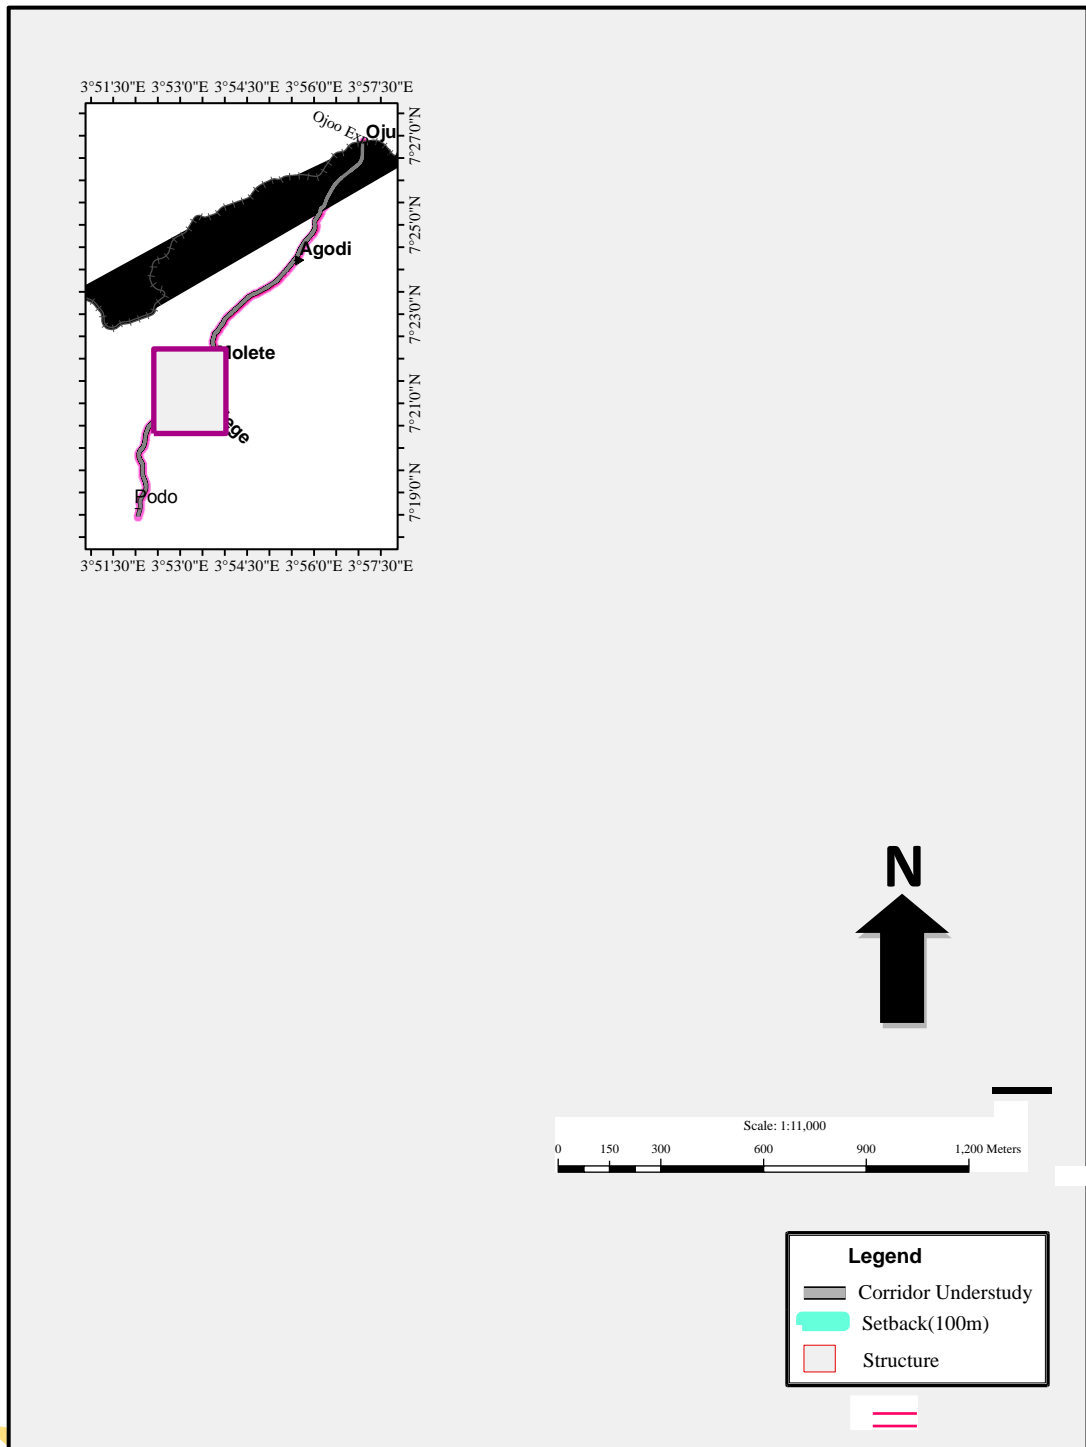 3°51'30"E 3°53'0"E 3°54'30"E 3°56'0"E 3°57'30"E
Ojoo Ex
Oju
7°27'0"N
7°25'0"N
Agodi
7°23'0"N
olete
7°21'0"N
ege
Podo
7°19'0"N
3°51'30"E 3°53'0"E 3°54'30"E 3°56'0"E 3°57'30"E
N
Scale: 1:11,000
0 150 300 600 900 1,200 Meters
Legend
Corridor Understudy
Setback(100m)
Structure